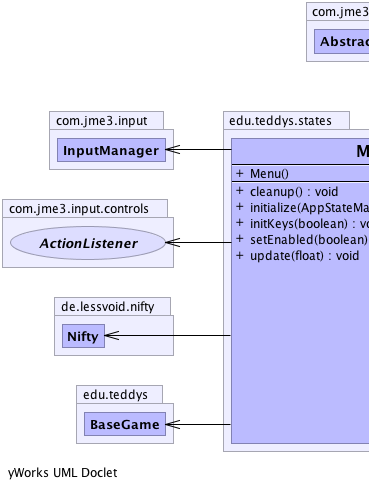 com.jme3.
Abstrac
com.jme3.input
InputManager
com.jme3.input.controls
ActionListener
de.lessvoid.nifty
Nifty
edu.teddys
BaseGame
edu.teddys.states
M
+ Menu()
+ cleanup() : void
+ initialize(AppStateMa
+ initKeys(boolean) : vo
+ setEnabled(boolean)
+ update(float) : void
yWorks UML Doclet